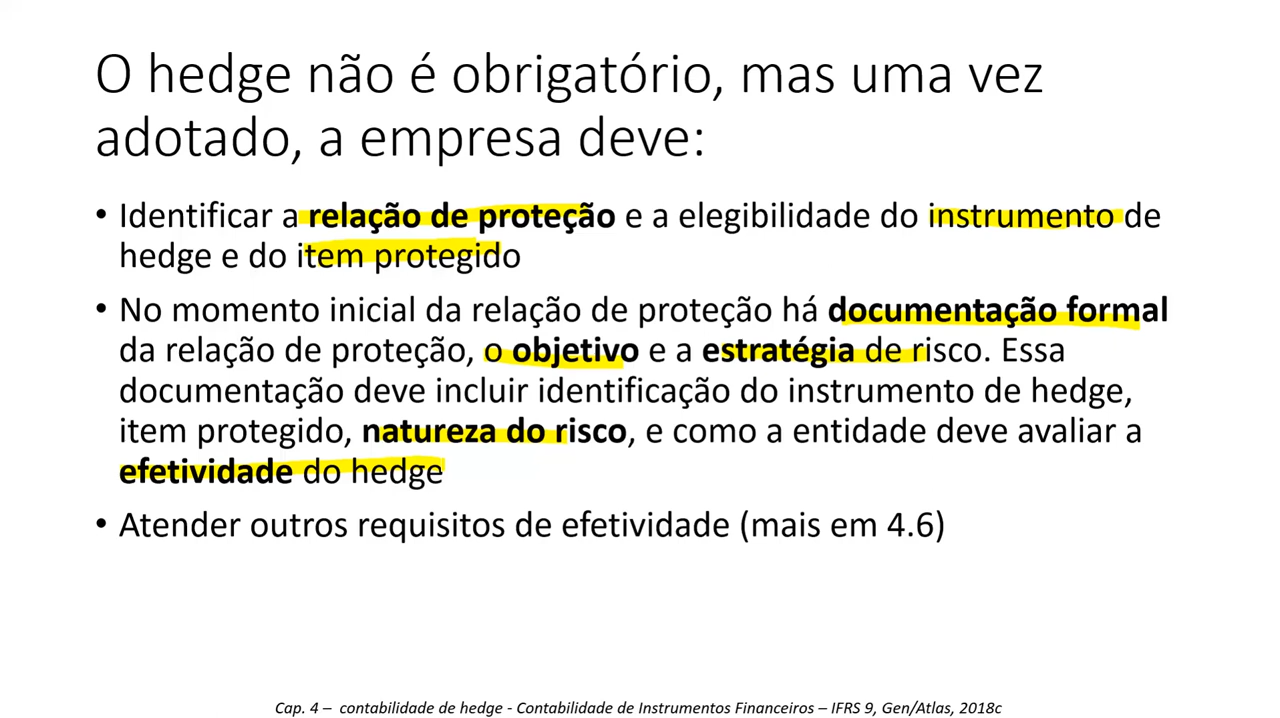 O hedge não é obrigatório, mas uma vez
adotado, a empresa deve:
• Identificar a relação de proteção e a elegibilidade do instrumento de
hedge e do item protegido
• No momento inicial da relação de proteção há documentação formal
da relação de proteção, o objetivo e a estratégia de risco. Essa
documentação deve incluir identificação do instrumento de hedge,
item protegido, natureza do risco, e como a entidade deve avaliar a
efetividade do hedge
• Atender outros requisitos de efetividade (mais em 4.6)
Cap. 4 – contabilidade de hedge - Contabilidade de Instrumentos Financeiros – IFRS 9, Gen/Atlas, 2018c